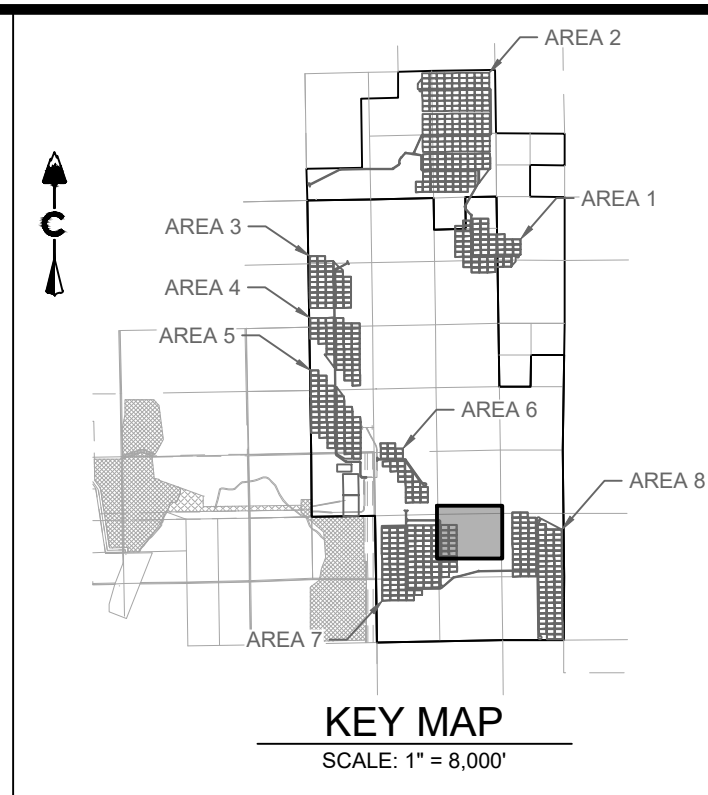 AREA 2
AREA 1
AREA 3
AREA 4
AREA 5
AREA 6
AREA 8
AREA 7
C
KEY MAP
SCALE: 1" = 8,000'